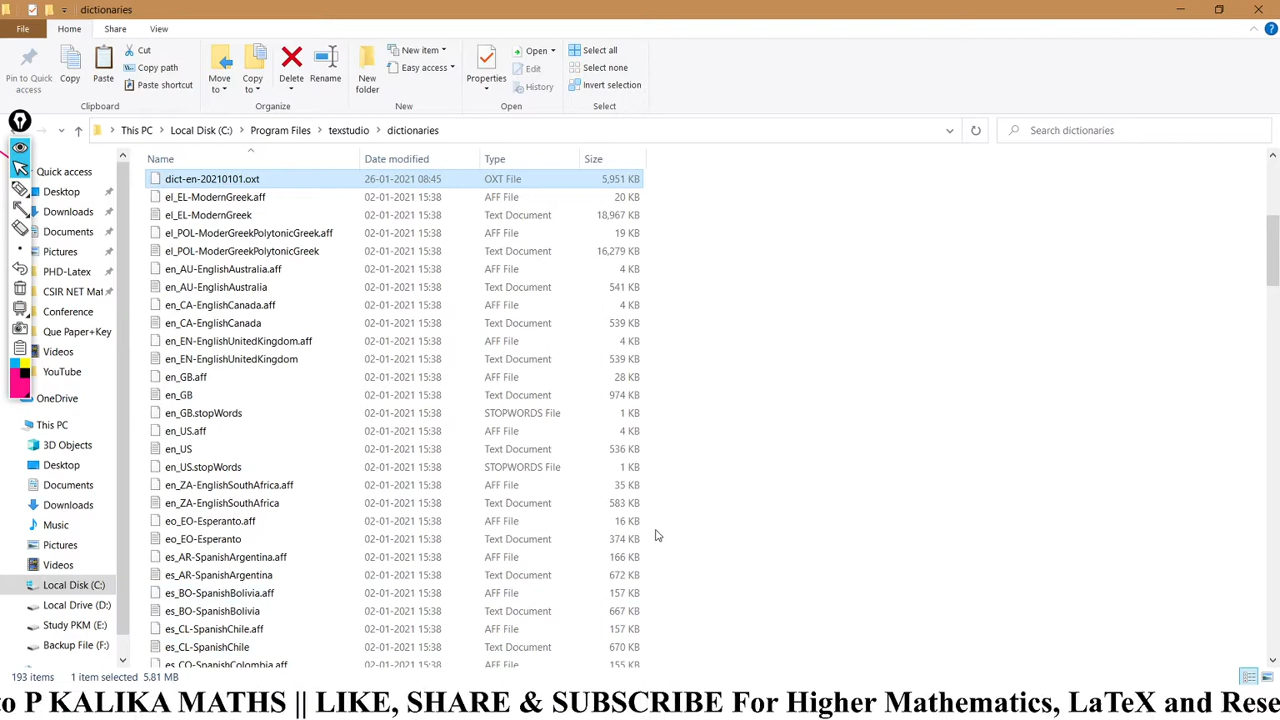 dictionaries
File Home Share View
Pin to Quick access
Copy
Paste
Cut
Copy path
Paste shortcut
Clipboard
Move to
Copy to
Delete
Rename
Organize
New folder
New item
Easy access
New
Properties
Open
Edit
History
Open
Select all
Select none
Invert selection
Select
This PC > Local Disk (C:) > Program Files > texstudio > dictionaries
Search dictionaries
Quick access
Desktop
Downloads
Documents
Pictures
PHD-Latex
CSIR NET Mat
Conference
Que Paper+Key
Videos
YouTube
OneDrive
This PC
3D Objects
Desktop
Documents
Downloads
Music
Pictures
Videos
Local Disk (C:)
Local Drive (D:)
Study PKM (E:)
Backup File (F:)
Name Date modified Type Size
dict-en-20210101.oxt 26-01-2021 08:45 OXT File 5,951 KB
el_EL-ModernGreek.aff 02-01-2021 15:38 AFF File 20 KB
el_EL-ModernGreek 02-01-2021 15:38 Text Document 18,967 KB
el_POL-ModerGreekPolytonicGreek.aff 02-01-2021 15:38 AFF File 19 KB
el_POL-ModerGreekPolytonicGreek 02-01-2021 15:38 Text Document 16,279 KB
en_AU-EnglishAustralia.aff 02-01-2021 15:38 AFF File 4 KB
en_AU-EnglishAustralia 02-01-2021 15:38 Text Document 541 KB
en_CA-EnglishCanada.aff 02-01-2021 15:38 AFF File 4 KB
en_CA-EnglishCanada 02-01-2021 15:38 Text Document 539 KB
en_EN-EnglishUnitedKingdom.aff 02-01-2021 15:38 AFF File 4 KB
en_EN-EnglishUnitedKingdom 02-01-2021 15:38 Text Document 539 KB
en_GB.aff 02-01-2021 15:38 AFF File 28 KB
en_GB 02-01-2021 15:38 Text Document 974 KB
en_GB.stopWords 02-01-2021 15:38 STOPWORDS File 1 KB
en_US.aff 02-01-2021 15:38 AFF File 4 KB
en_US 02-01-2021 15:38 Text Document 536 KB
en_US.stopWords 02-01-2021 15:38 STOPWORDS File 1 KB
en_ZA-EnglishSouthAfrica.aff 02-01-2021 15:38 AFF File 35 KB
en_ZA-EnglishSouthAfrica 02-01-2021 15:38 Text Document 583 KB
eo_EO-Esperanto.aff 02-01-2021 15:38 AFF File 16 KB
eo_EO-Esperanto 02-01-2021 15:38 Text Document 374 KB
es_AR-SpanishArgentina.aff 02-01-2021 15:38 AFF File 166 KB
es_AR-SpanishArgentina 02-01-2021 15:38 Text Document 672 KB
es_BO-SpanishBolivia.aff 02-01-2021 15:38 AFF File 157 KB
es_BO-SpanishBolivia 02-01-2021 15:38 Text Document 667 KB
es_CL-SpanishChile.aff 02-01-2021 15:38 AFF File 157 KB
es_CL-SpanishChile 02-01-2021 15:38 Text Document 670 KB
es_CO-SpanishColombia.aff 02-01-2021 15:38 AFF File 155 KB
193 items 1 item selected 5.81 MB
to P KALIKA MATHS || LIKE, SHARE & SUBSCRIBE For Higher Mathematics, LaTeX and Rese